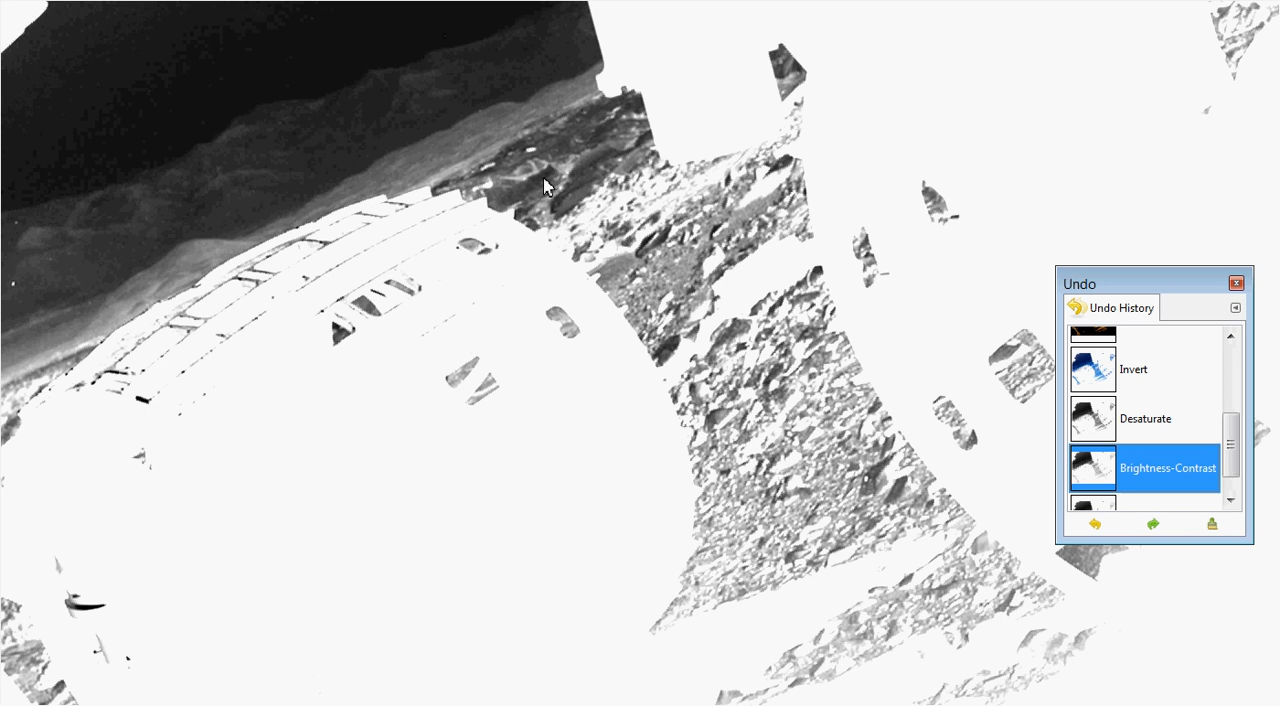 Undo
Undo History
Invert
Desaturate
Brightness-Contrast